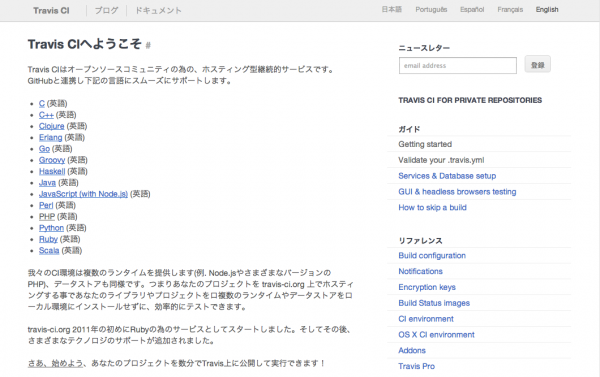 Travis CI ブログ ドキュメント 日本語 Português Español Français English
Travis CIへようこそ #
Travis CIはオープンソースコミュニティの為の、ホスティング型継続的サービスです。
GitHubと連携し下記の言語にスムーズにサポートします。
C (英語)
C++ (英語)
Clojure (英語)
Erlang (英語)
Go (英語)
Groovy (英語)
Haskell (英語)
Java (英語)
JavaScript (with Node.js) (英語)
Perl (英語)
PHP (英語)
Python (英語)
Ruby (英語)
Scala (英語)
我々のCI環境は複数のランタイムを提供します(例. Node.jsやさまざまなバージョンの
PHP)、データストアも同様です。つまりあなたのプロジェクトを travis-ci.org 上でホスティ
ングする事であなたのライブラリやプロジェクトをロ複数のランタイムやデータストアをロ
ーカル環境にインストールせずに、効率的にテストできます。
travis-ci.org 2011年の初めにRubyの為のサービスとしてスタートしました。そしてその後、
さまざまなテクノロジのサポートが追加されました。
さあ、始めよう、あなたのプロジェクトを数分でTravis上に公開して実行できます！
ニュースレター
email address 登録
TRAVIS CI FOR PRIVATE REPOSITORIES
ガイド
Getting started
Validate your .travis.yml
Services & Database setup
GUI & headless browsers testing
How to skip a build
リファレンス
Build configuration
Notifications
Encryption keys
Build Status images
CI environment
OS X CI environment
Addons
Travis Pro